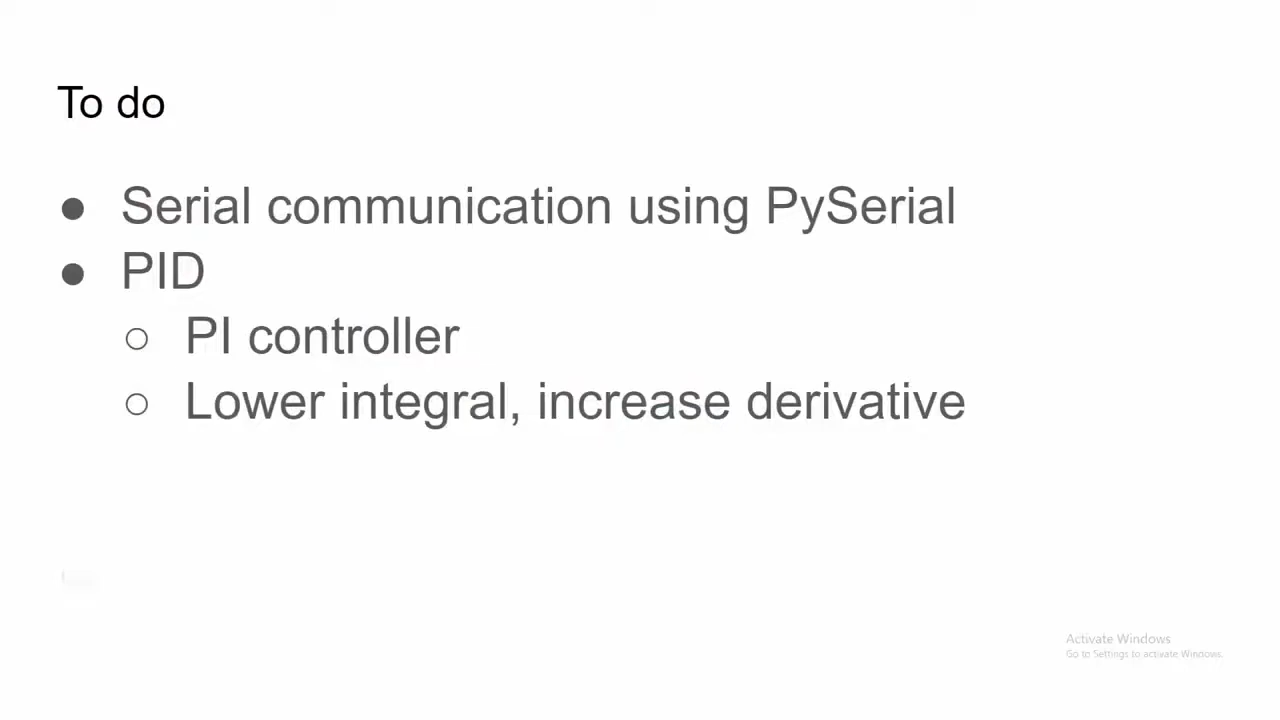 To do
● Serial communication using PySerial
● PID
○ PI controller
○ Lower integral, increase derivative
Activate Windows
Go to Settings to activate Windows.